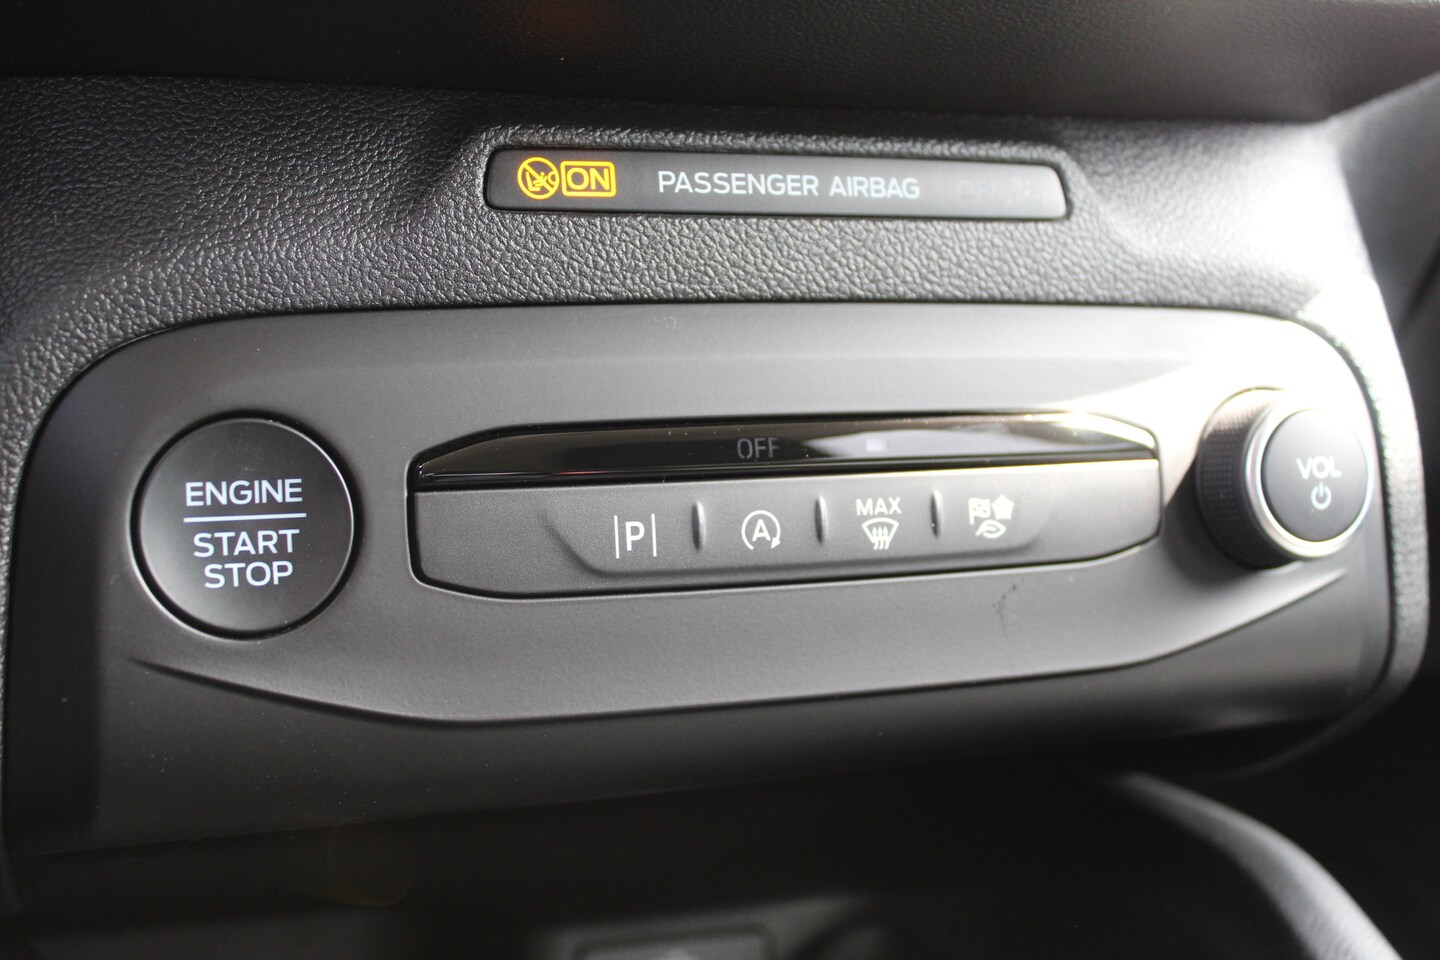 ON PASSENGER AIRBAG
OFF
ENGINE
START
STOP
P
A
MAX
VOL